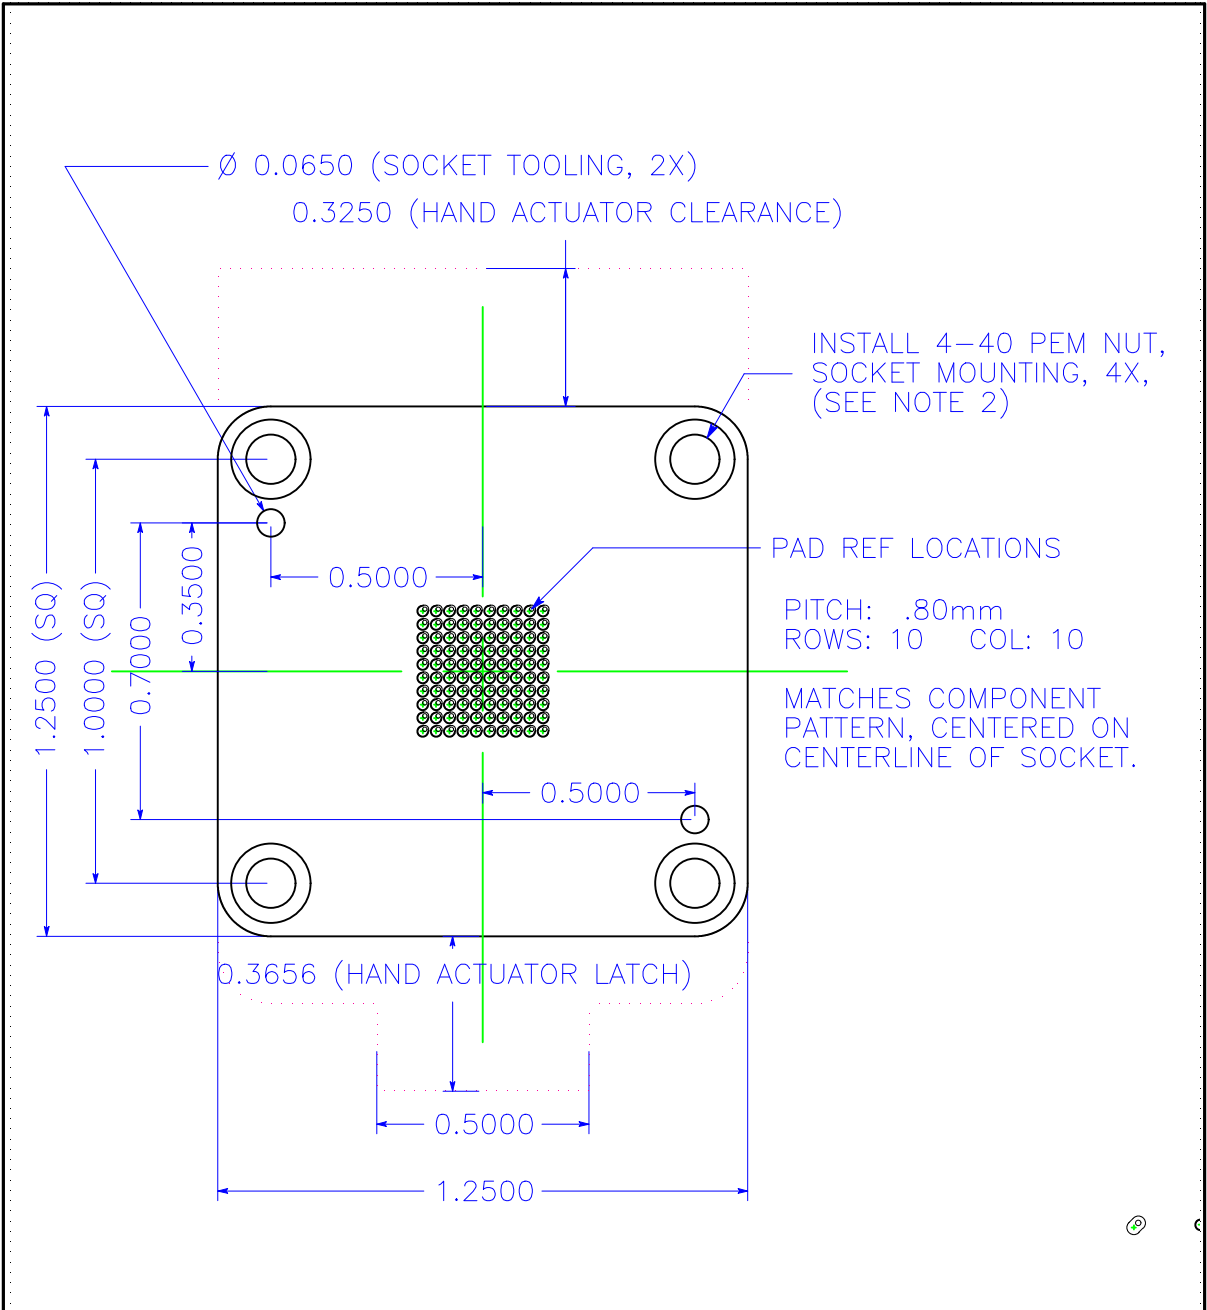 Ø 0.0650 (SOCKET TOOLING, 2X)
0.3250 (HAND ACTUATOR CLEARANCE)
INSTALL 4-40 PEM NUT,
SOCKET MOUNTING, 4X,
(SEE NOTE 2)
PAD REF LOCATIONS
0.5000
0.3500
PITCH: .80mm
ROWS: 10 COL: 10
1.2500 (SQ)
1.0000 (SQ)
0.7000
MATCHES COMPONENT
PATTERN, CENTERED ON
CENTERLINE OF SOCKET.
0.5000
0.3656 (HAND ACTUATOR LATCH)
0.5000
1.2500